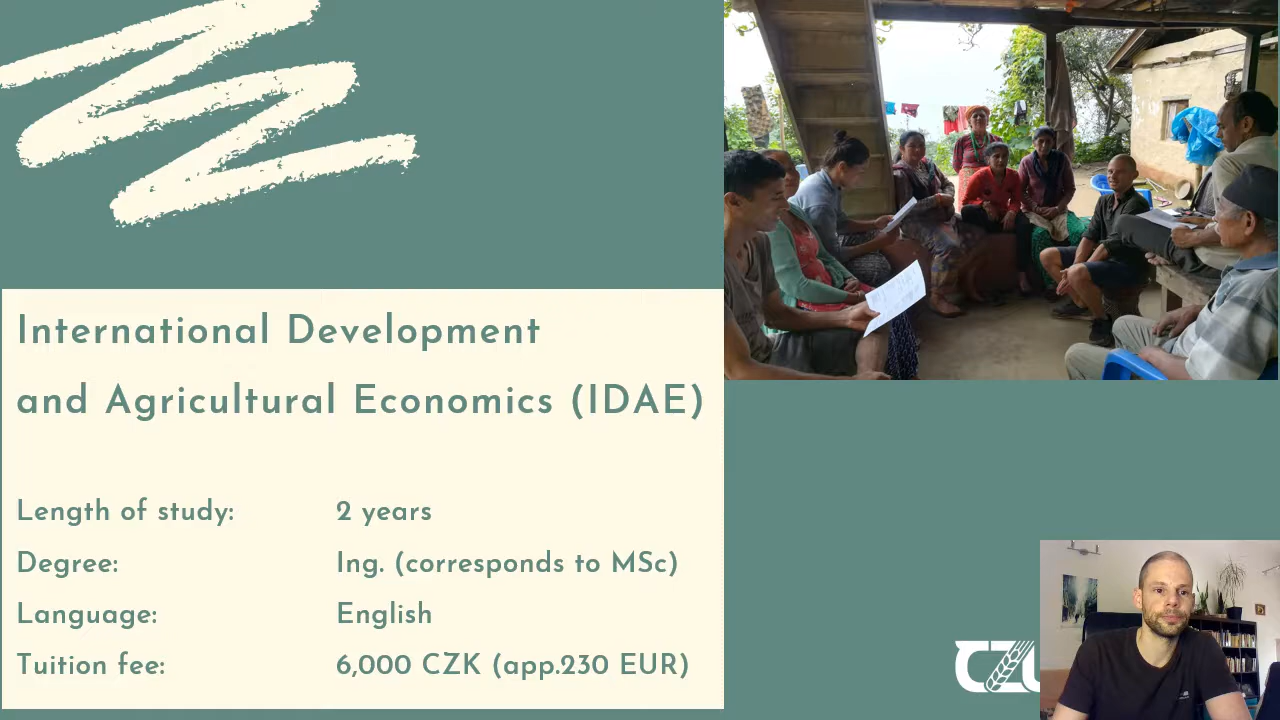 International Development
and Agricultural Economics (IDAE)
Length of study: 2 years
Degree: Ing. (corresponds to MSc)
Language: English
Tuition fee: 6,000 CZK (app.230 EUR)
CZU